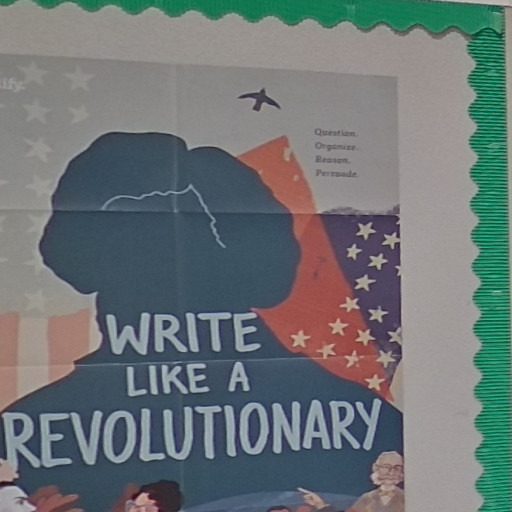 Question.
Organize.
Reason.
Persuade.
WRITE
LIKE A
REVOLUTIONARY